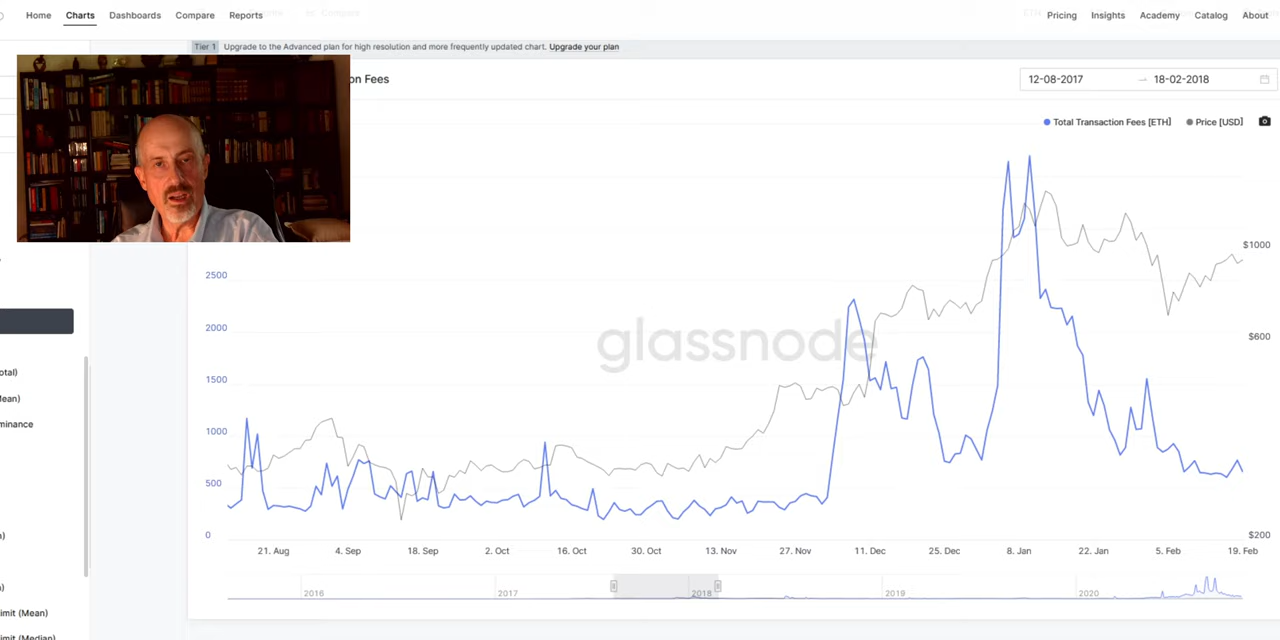 Home Charts Dashboards Compare Reports Pricing Insights Academy Catalog About
Tier 1 Upgrade to the Advanced plan for high resolution and more frequently updated chart. Upgrade your plan
on Fees 12-08-2017 → 18-02-2018
Total Transaction Fees [ETH] Price [USD]
$1000
2500
2000
$600
glassnode
1500
otal)
ean)
1000
minance
500
0 $200
21. Aug 4. Sep 18. Sep 2. Oct 16. Oct 30. Oct 13. Nov 27. Nov 11. Dec 25. Dec 8. Jan 22. Jan 5. Feb 19. Feb
2016 2017 2018 2019 2020
imit (Mean)
imit (Median)